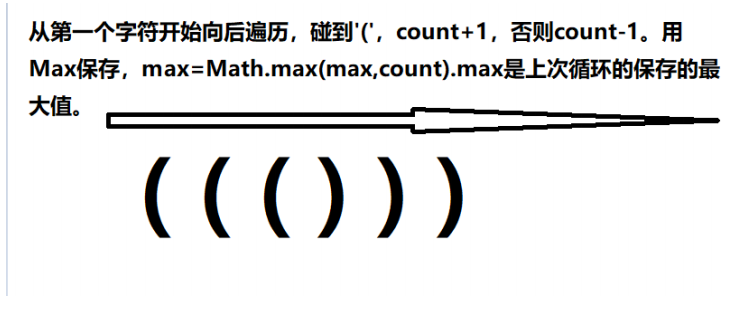 从第一个字符开始向后遍历，碰到'('，count+1，否则count-1。用
Max保存，max=Math.max(max,count).max是上次循环的保存的最
大值。
( ( ( ) ) )